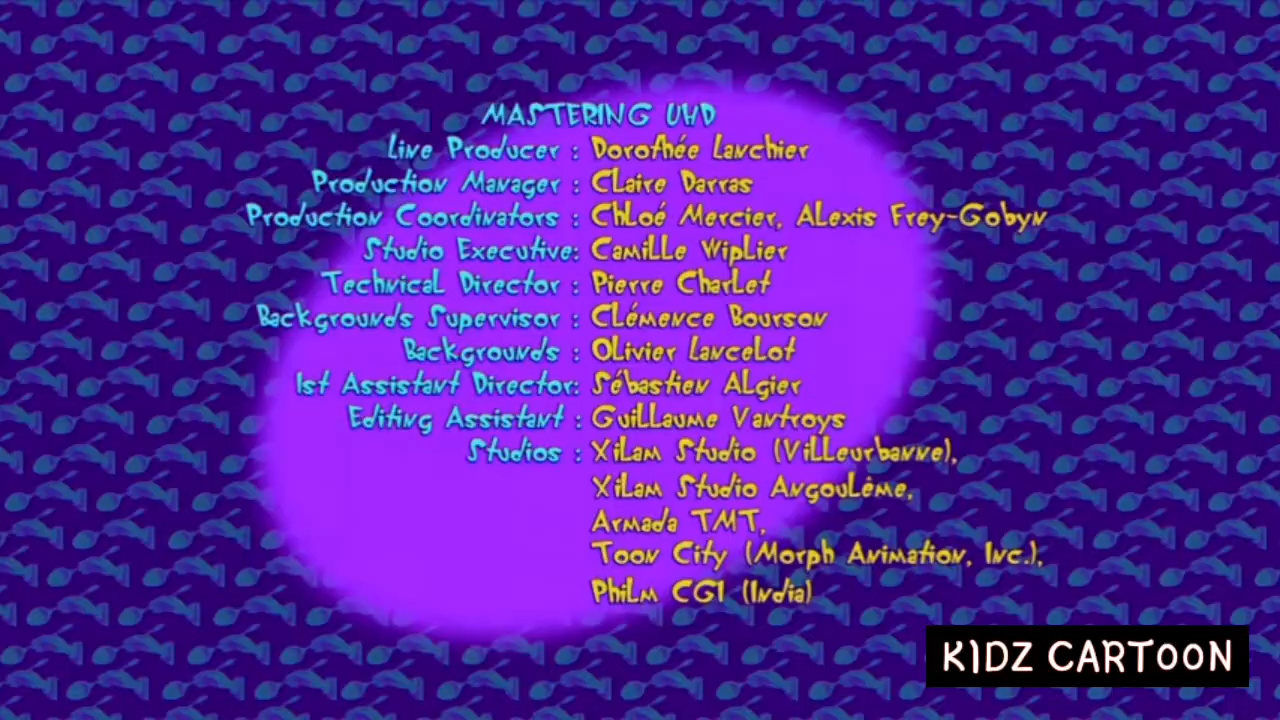 MASTERING UHD
Line Producer : Dorothée Lanchier
Production Manager : Claire Darras
Production Coordinators : Chloé Mercier, Alexis Frey-Gobyn
Studio Executive: Camille Wiplier
Technical Director : Pierre Charlet
Backgrounds Supervisor : Clémence Bourson
Backgrounds : Olivier Lancelot
1st Assistant Director: Sébastien Algier
Editing Assistant : Guillaume Vantroys
Studios : Xilam Studio (Villeurbanne),
Xilam Studio Angoulême,
Armada TMT,
Toon City (Morph Animation, Inc.),
Philm CGI (India)
KIDZ CARTOON